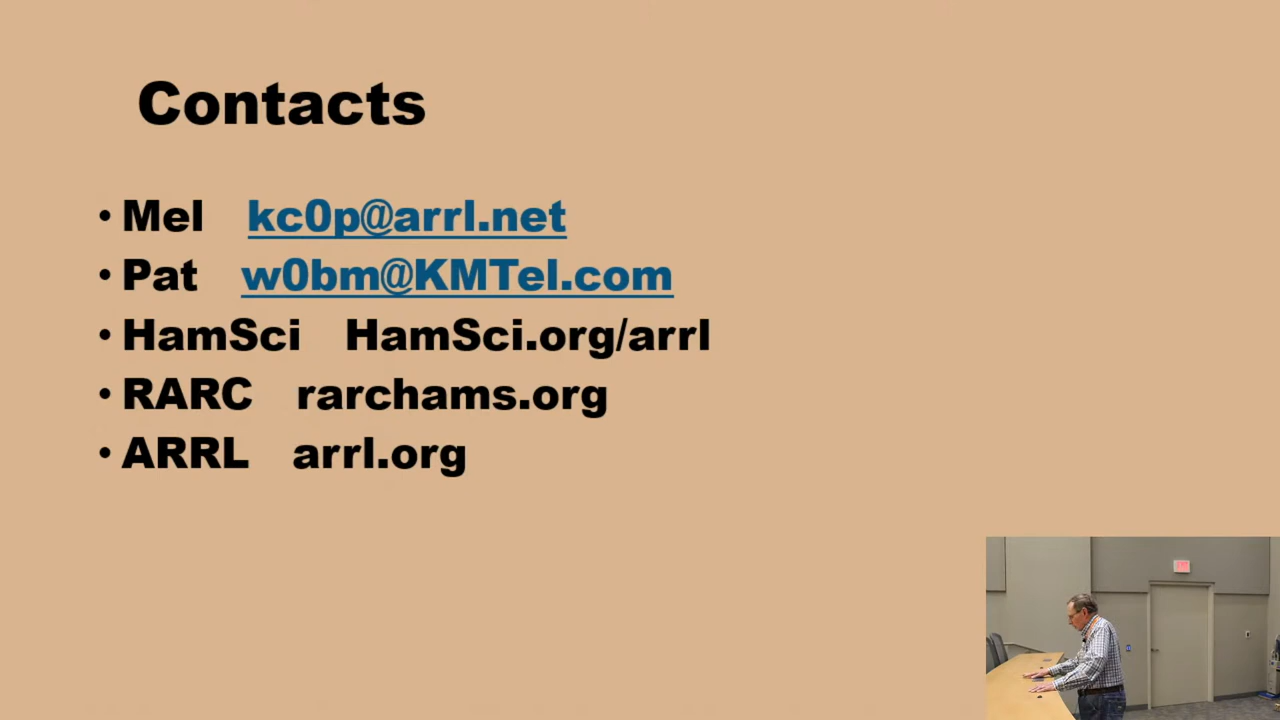 Contacts
• Mel kc0p@arrl.net
• Pat w0bm@KMTel.com
• HamSci HamSci.org/arrl
• RARC rarchams.org
• ARRL arrl.org